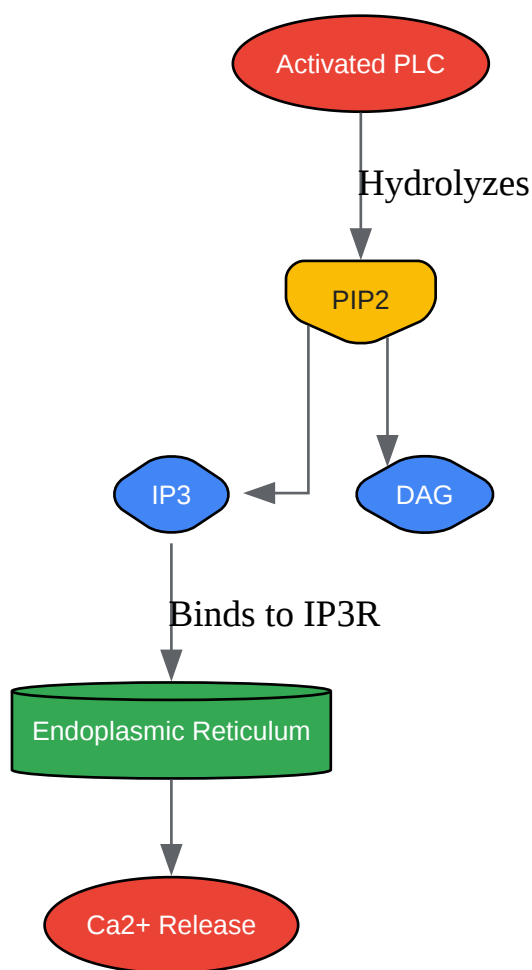 Activated PLC
Hydrolyzes
PIP2
IP3
DAG
Binds to IP3R
Endoplasmic Reticulum
Ca2+ Release